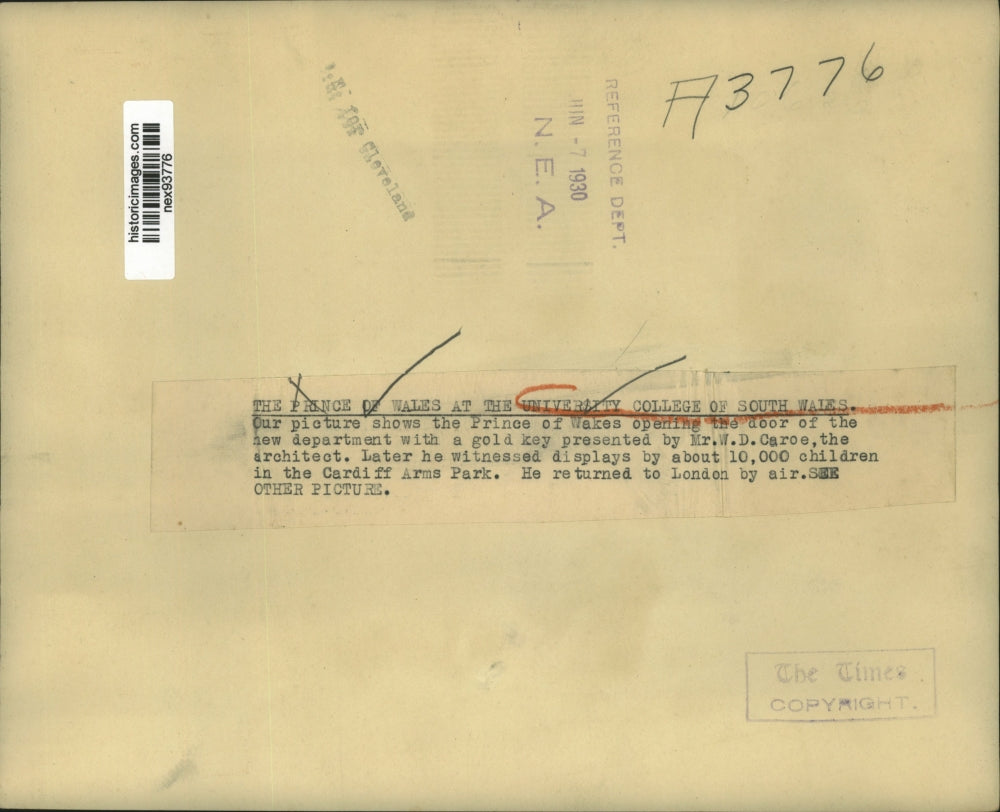 A3776
REFERENCE DEPT.
JUN -7 1930
N. E. A.
for Cleveland
historicimages.com
nex93776
THE PRINCE OF WALES AT THE UNIVERSITY COLLEGE OF SOUTH WALES.
Our picture shows the Prince of Wakes opening the door of the
new department with a gold key presented by Mr.W.D.Caroe,the
architect. Later he witnessed displays by about 10,000 children
in the Cardiff Arms Park. He returned to London by air.SEE
OTHER PICTURE.
The Times
COPYRIGHT.